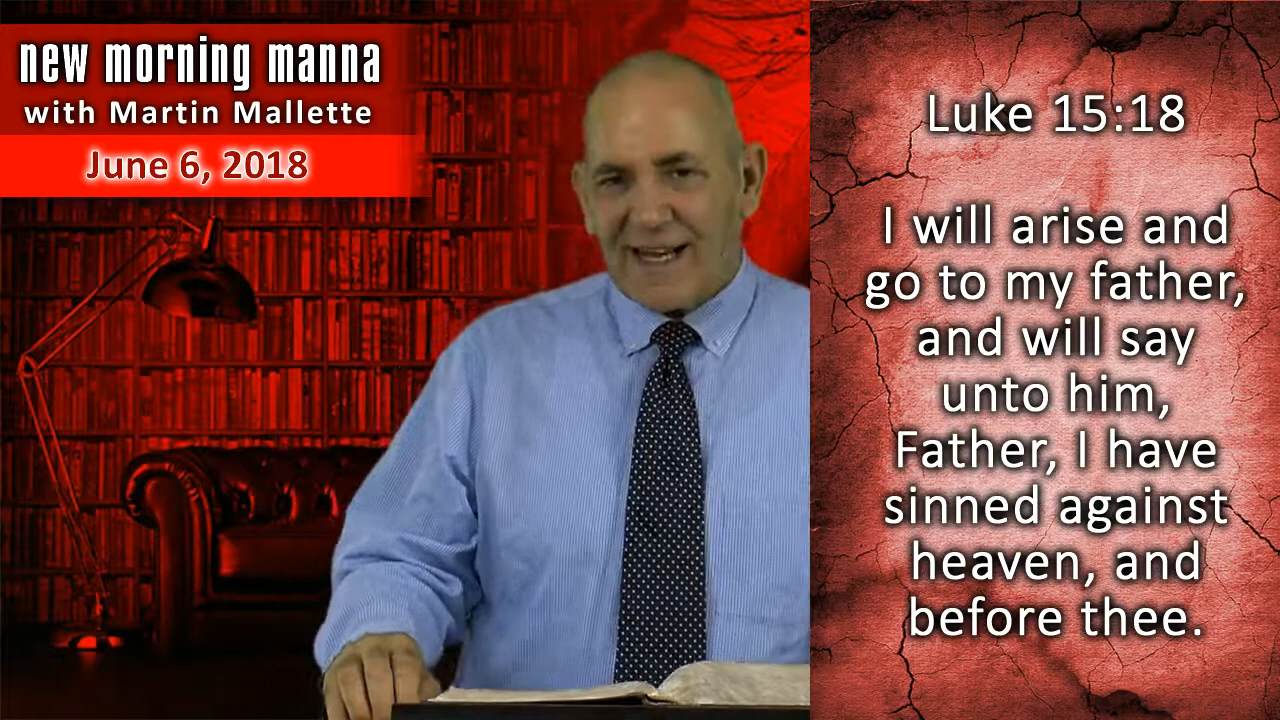 new morning manna
with Martin Mallette
June 6, 2018
Luke 15:18
I will arise and
go to my father,
and will say
unto him,
Father, I have
sinned against
heaven, and
before thee.